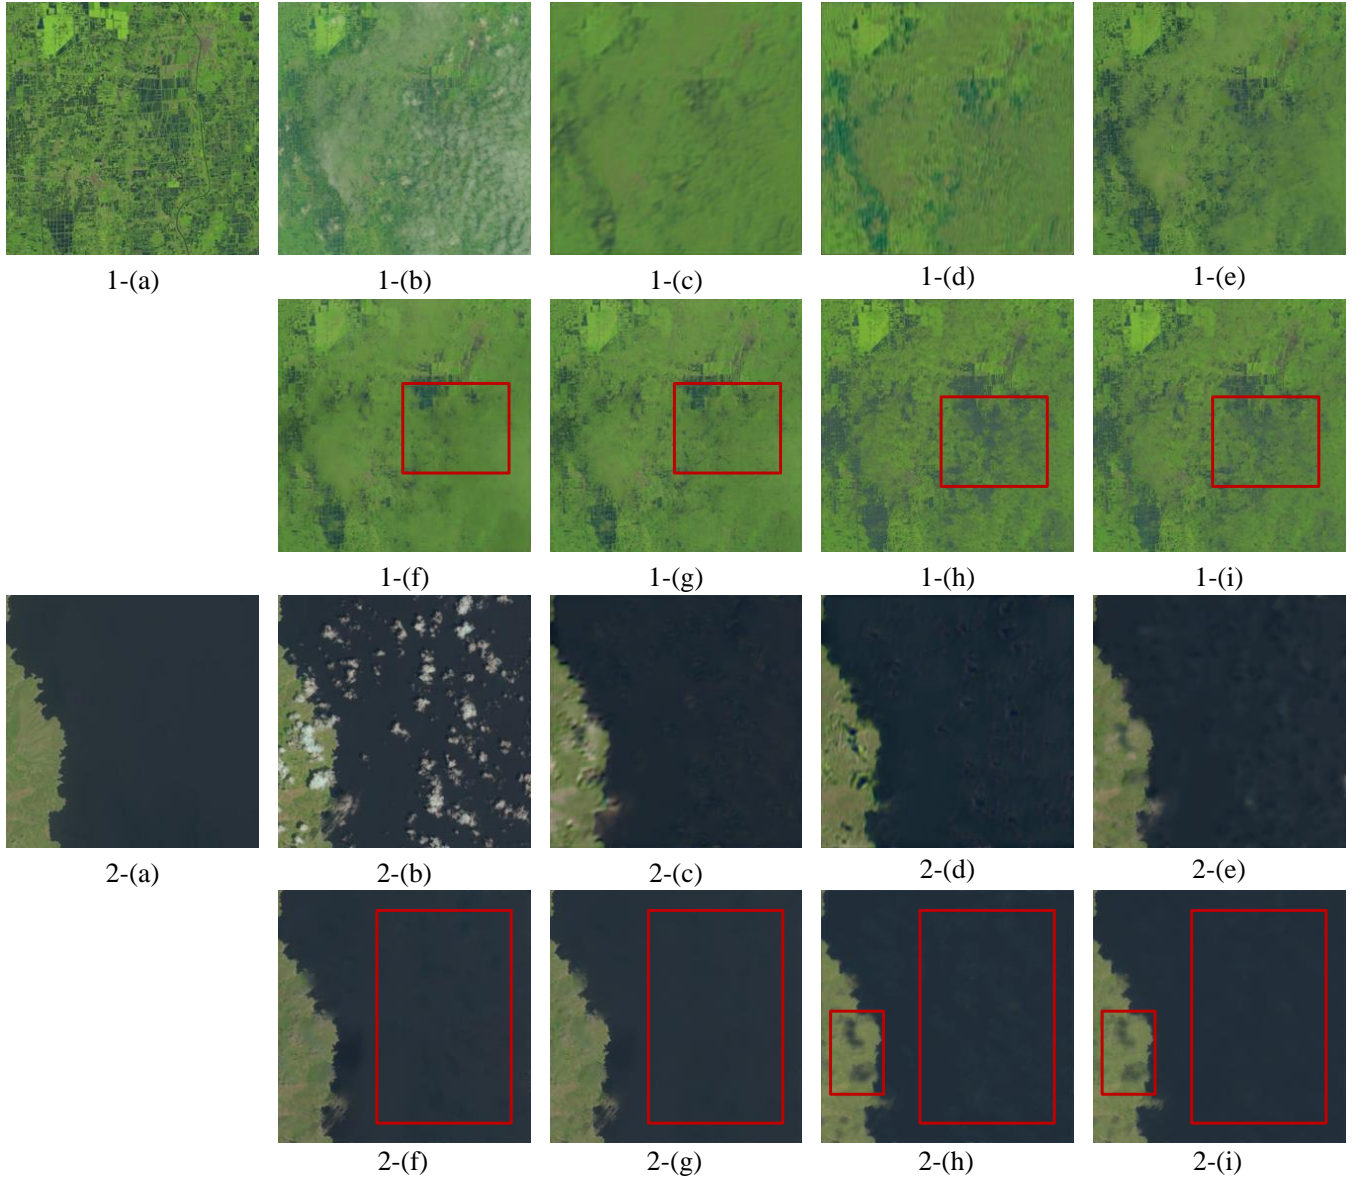 1-(a) 1-(b) 1-(c) 1-(d) 1-(e)
1-(f) 1-(g) 1-(h) 1-(i)
2-(a) 2-(b) 2-(c) 2-(d) 2-(e)
2-(f) 2-(g) 2-(h) 2-(i)